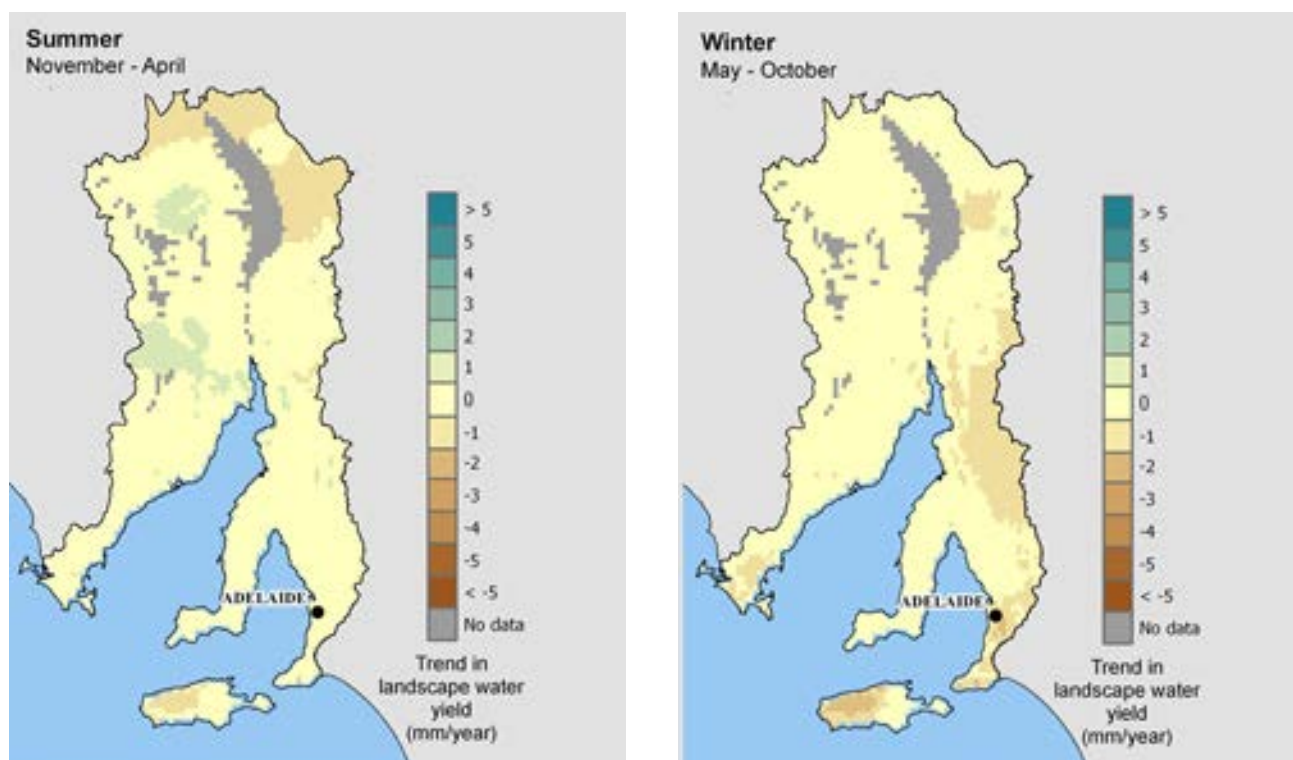 Summer
November - April
> 5
5
4
3
2
1
0
-1
-2
-3
-4
-5
< -5
No data
ADELAIDE
Trend in
landscape water
yield
(mm/year)
Winter
May - October
> 5
5
4
3
2
1
0
-1
-2
-3
-4
-5
< -5
No data
ADELAIDE
Trend in
landscape water
yield
(mm/year)